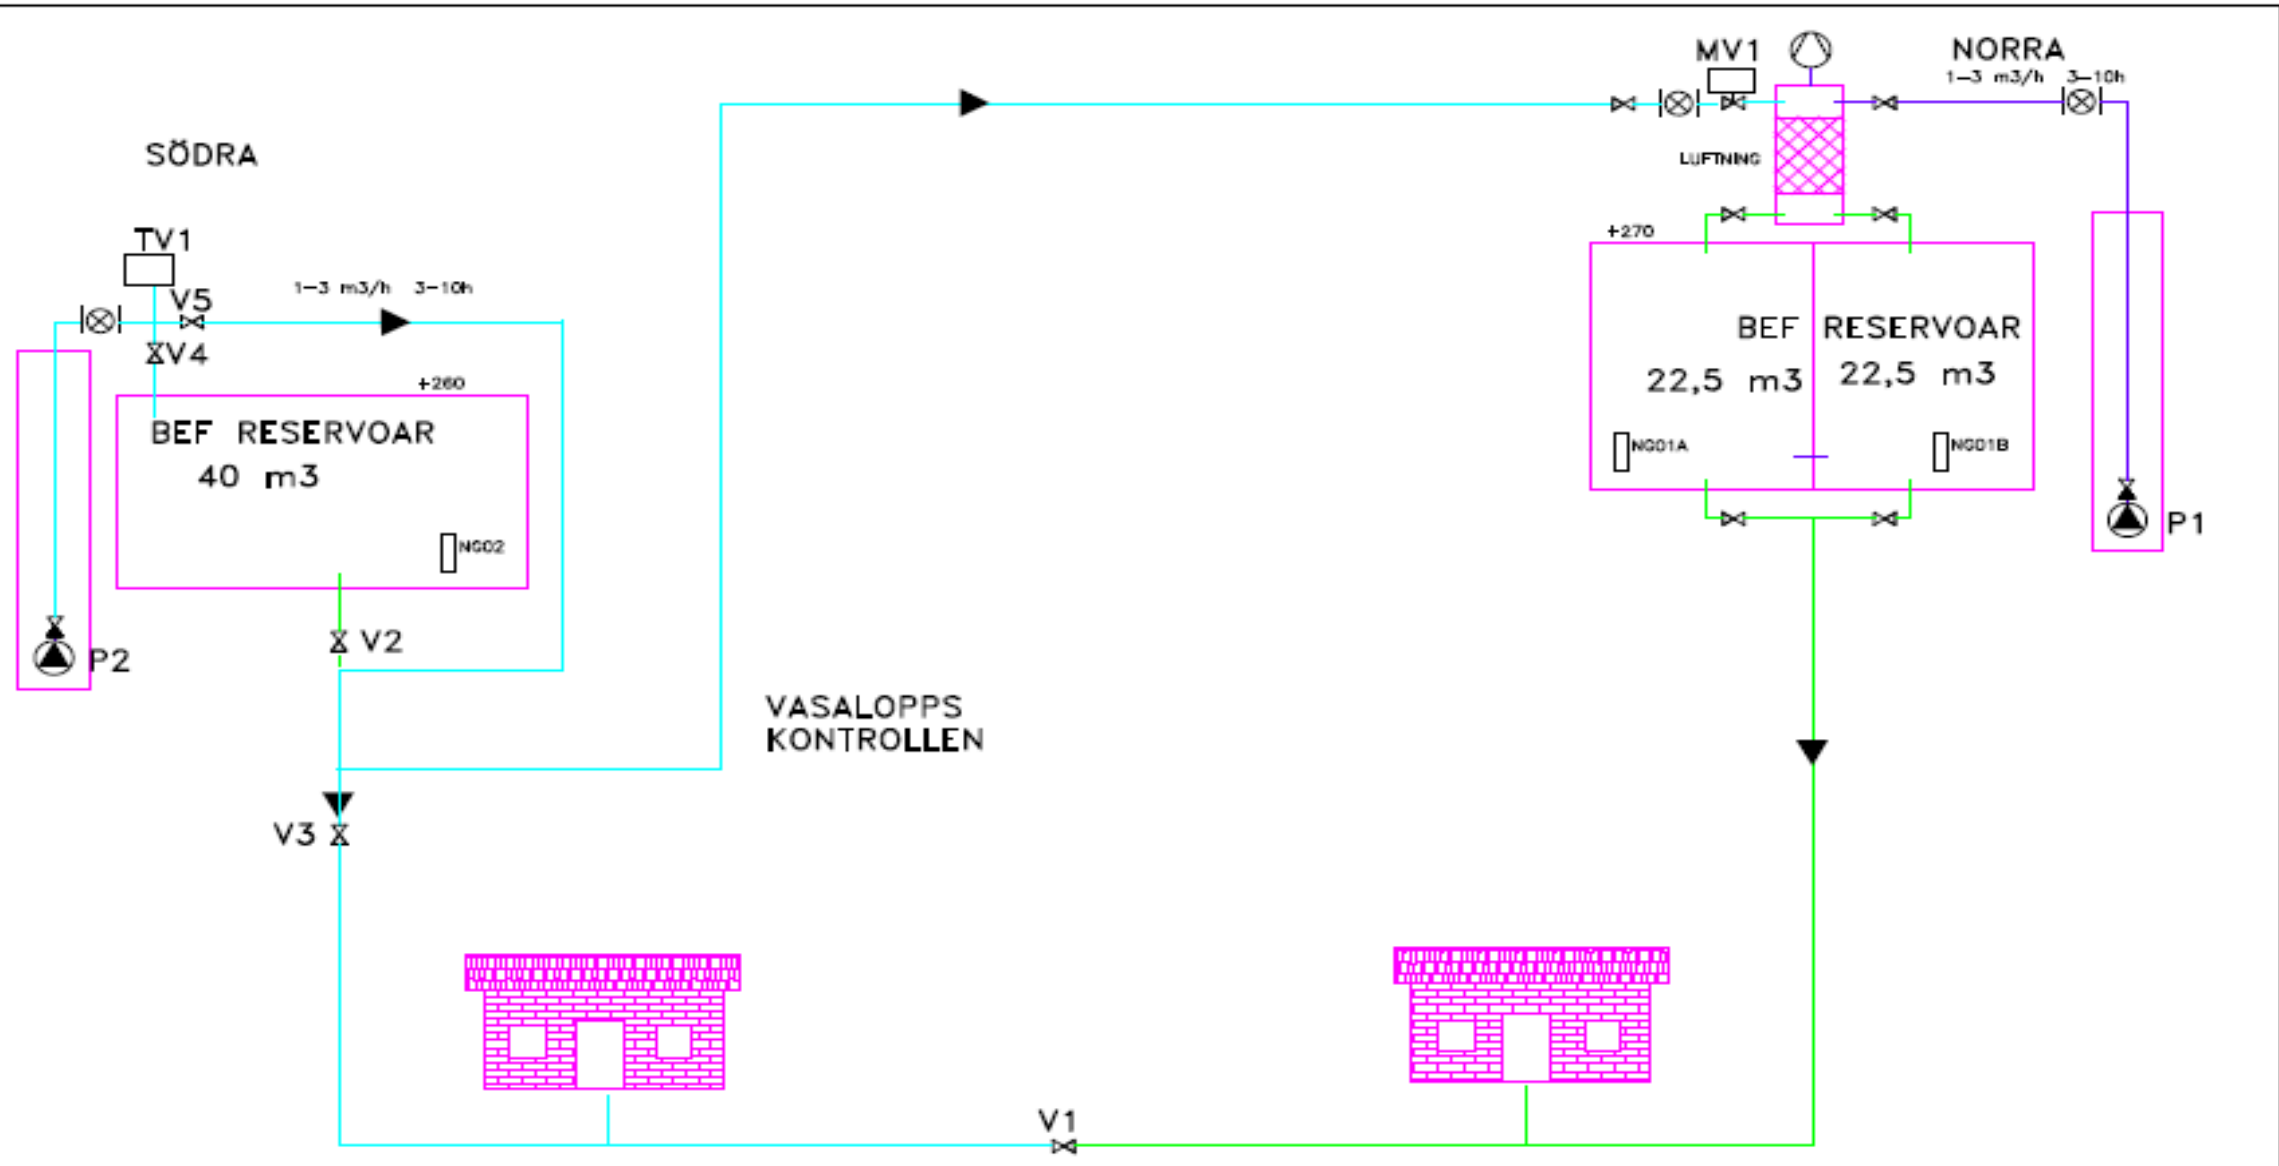 MV1
NORRA
1-3 m3/h 3-10h
SÖDRA
LUFTNING
TV1
+270
V5
1-3 m3/h 3-10h
V4
BEF RESERVOAR
22,5 m3 22,5 m3
+260
BEF RESERVOAR
40 m3
NG01A
NG01B
NG02
P1
V2
P2
VASALOPPS
KONTROLLEN
V3
V1